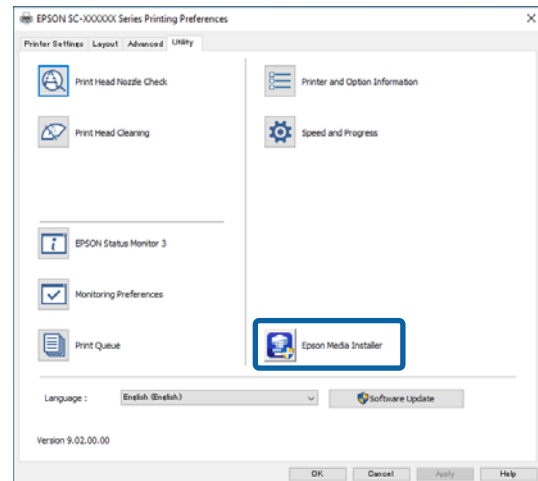 EPSON SC-XXXXXX Series Printing Preferences
Printer Settings Layout Advanced Utility
Print Head Nozzle Check
Printer and Option Information
Print Head Cleaning
Speed and Progress
EPSON Status Monitor 3
Monitoring Preferences
Print Queue
Epson Media Installer
Language : English (English) Software Update
Version 9.02.00.00
OK Cancel Apply Help